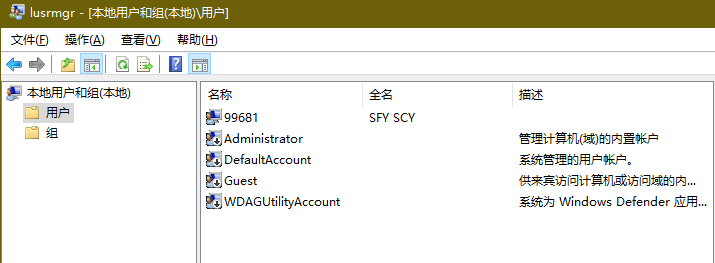 lusrmgr - [本地用户和组(本地)\用户]
文件(F) 操作(A) 查看(V) 帮助(H)
本地用户和组(本地)
用户
组
名称 全名 描述
99681 SFY SCY
Administrator 管理计算机(域)的内置帐户
DefaultAccount 系统管理的用户帐户。
Guest 供来宾访问计算机或访问域的内...
WDAGUtilityAccount 系统为 Windows Defender 应用...